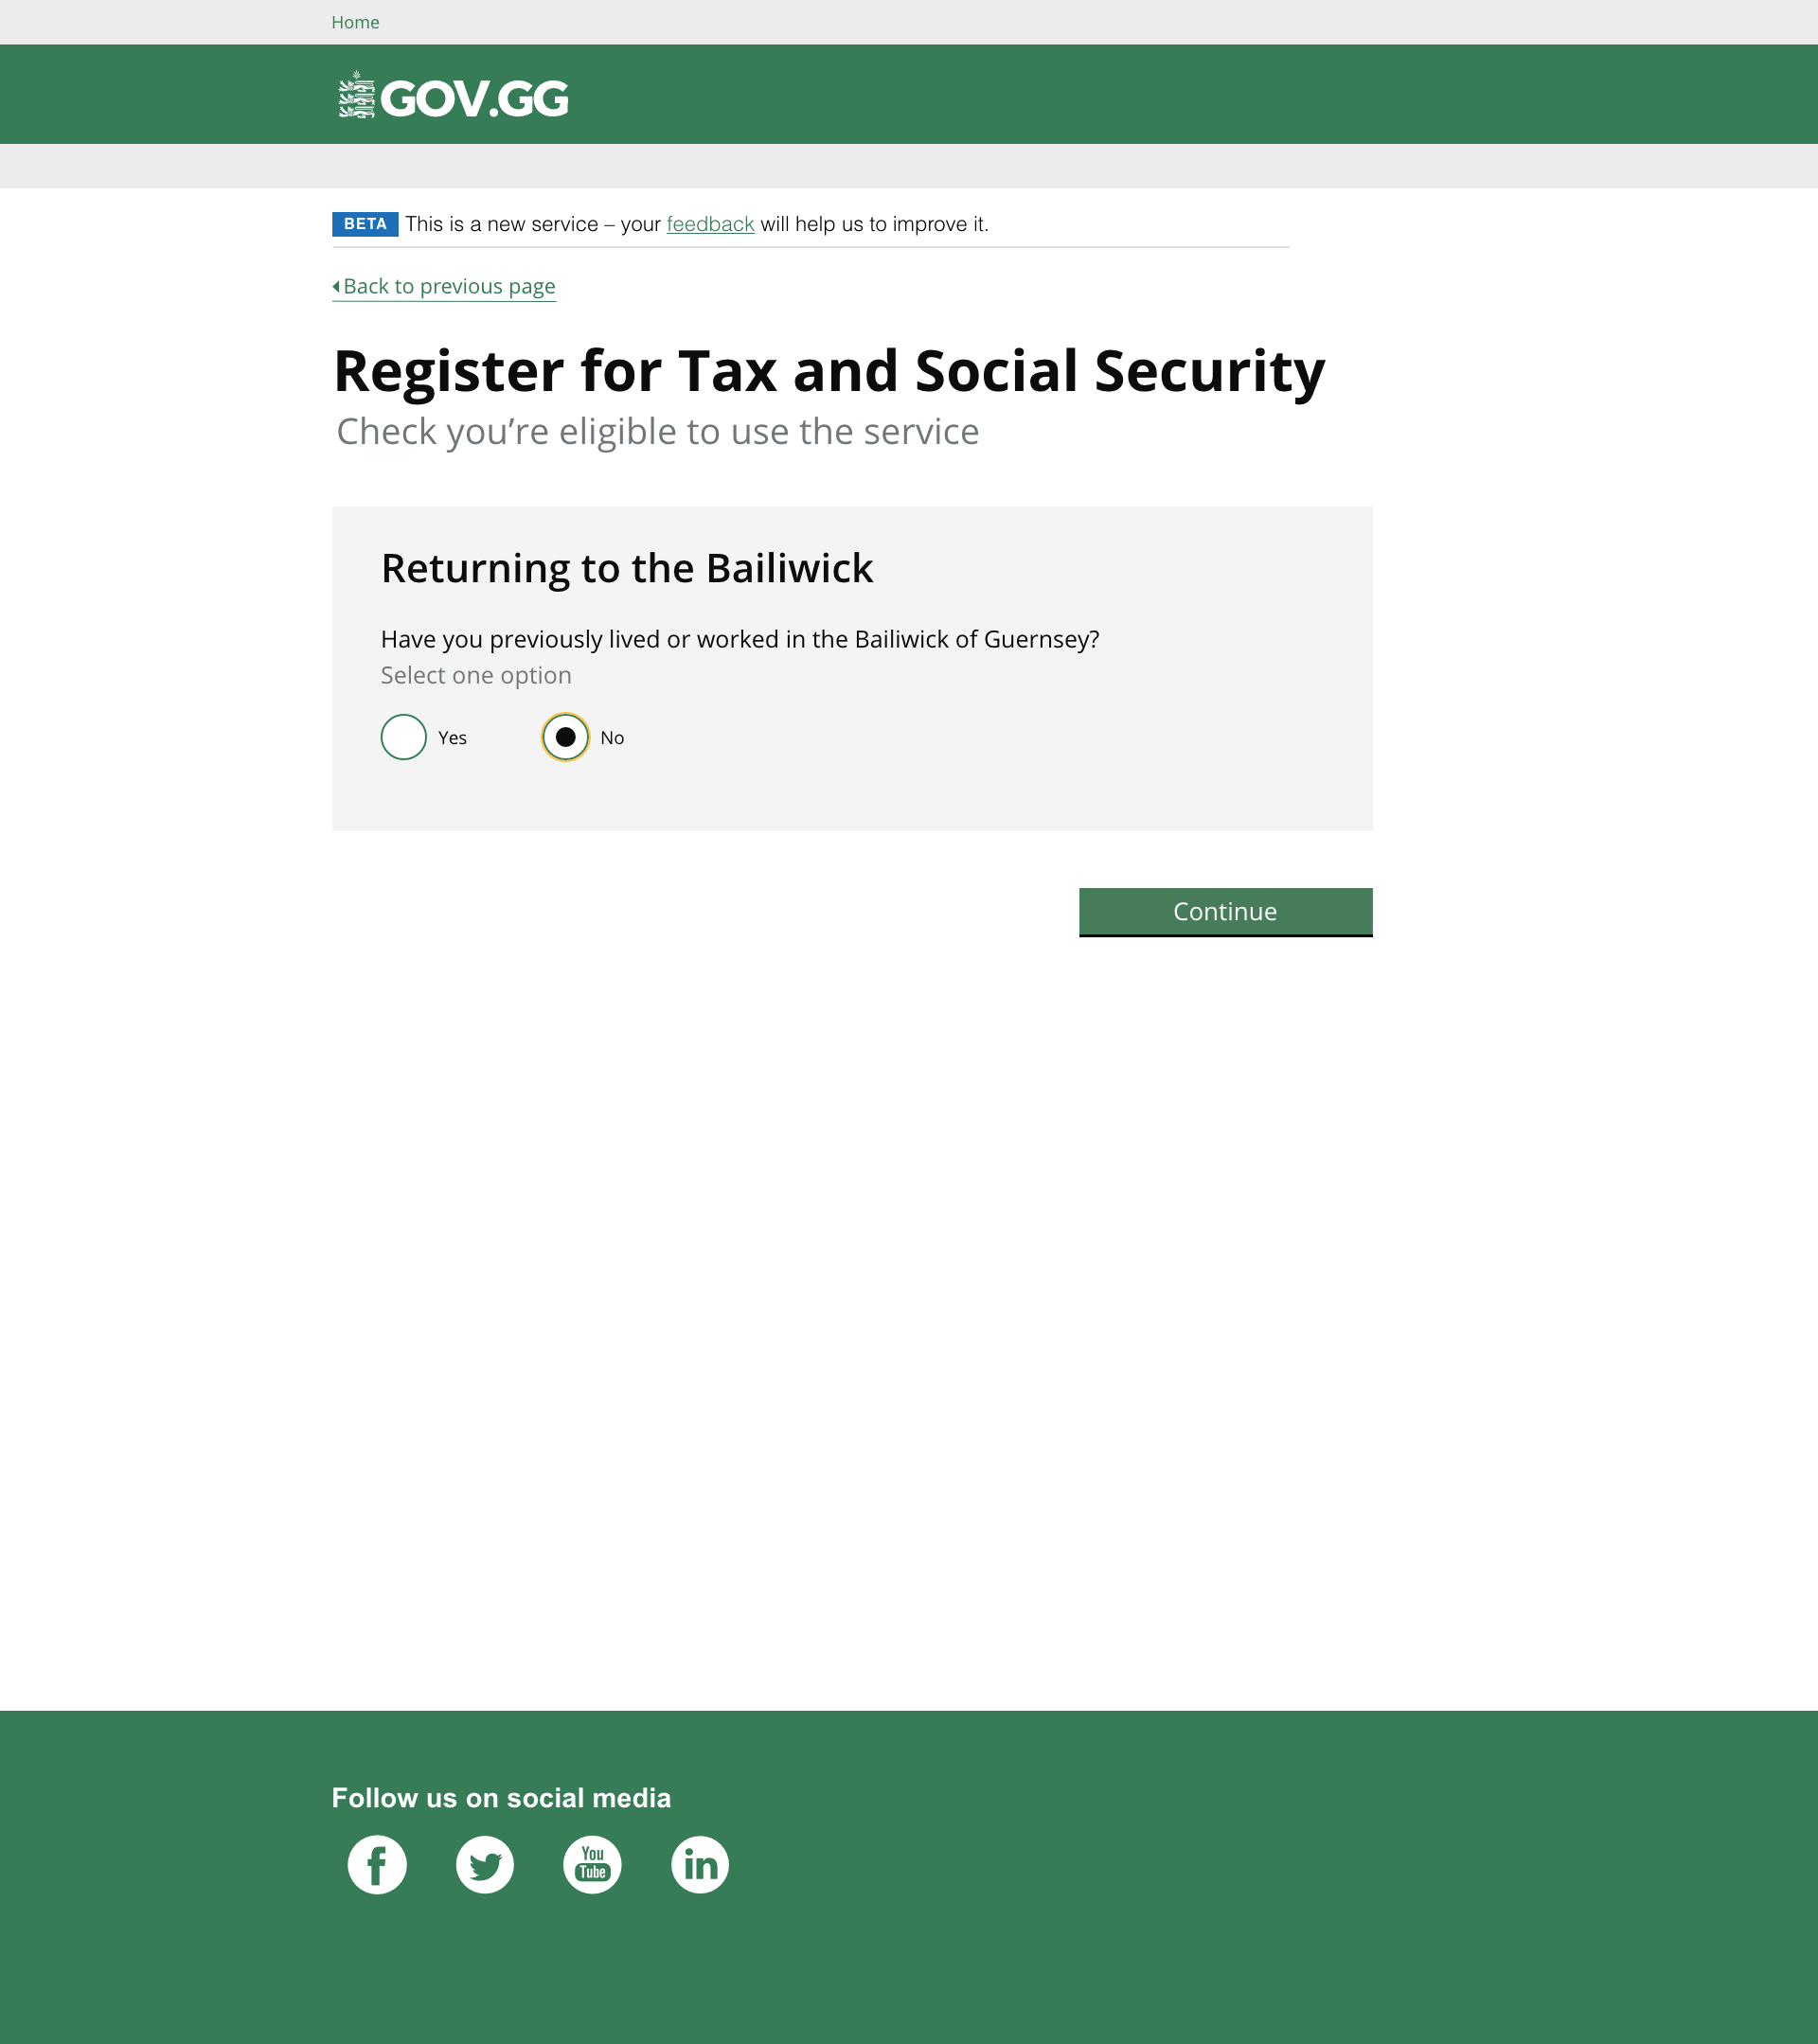 Home
GOV.GG
BETA This is a new service – your feedback will help us to improve it.
Back to previous page
Register for Tax and Social Security
Check you’re eligible to use the service
Returning to the Bailiwick
Have you previously lived or worked in the Bailiwick of Guernsey?
Select one option
Yes No
Continue
Follow us on social media
f You Tube in